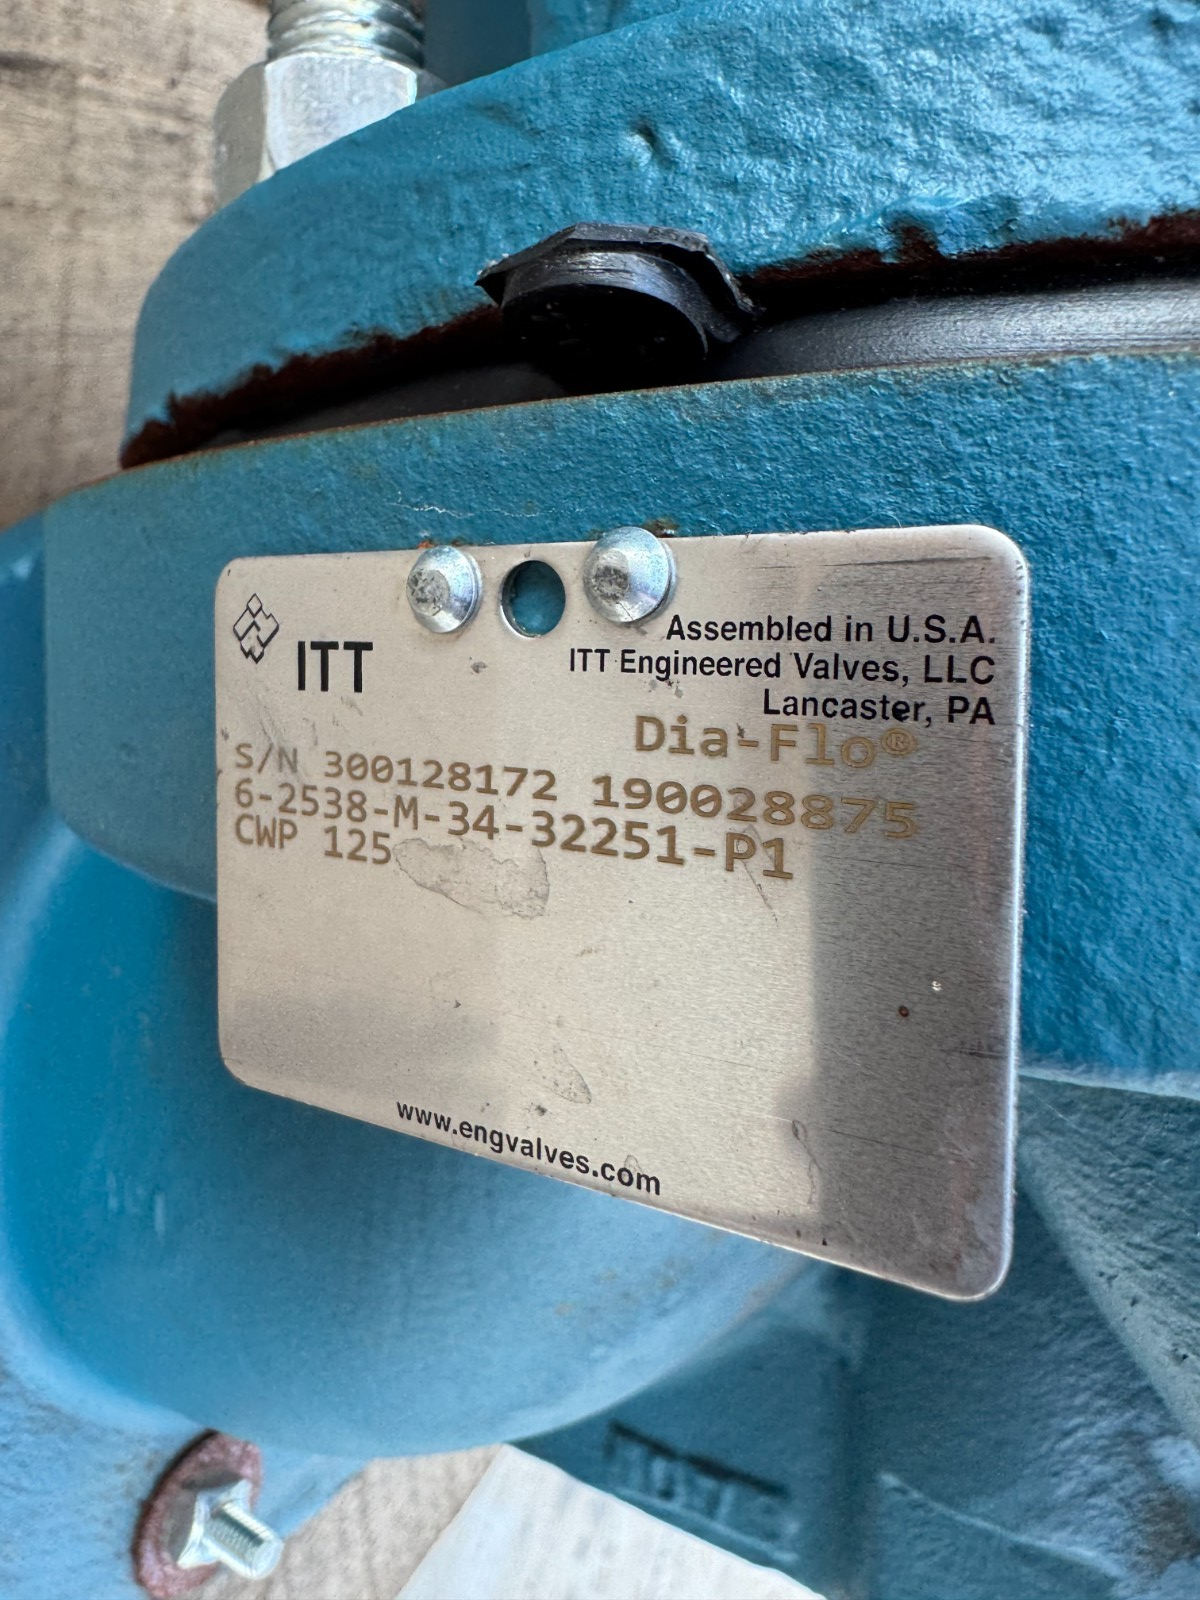 ITT
Assembled in U.S.A.
ITT Engineered Valves, LLC
Lancaster, PA
Dia-Flo®
S/N 300128172 190028875
6-2538-M-34-32251-P1
CWP 125
www.engvalves.com